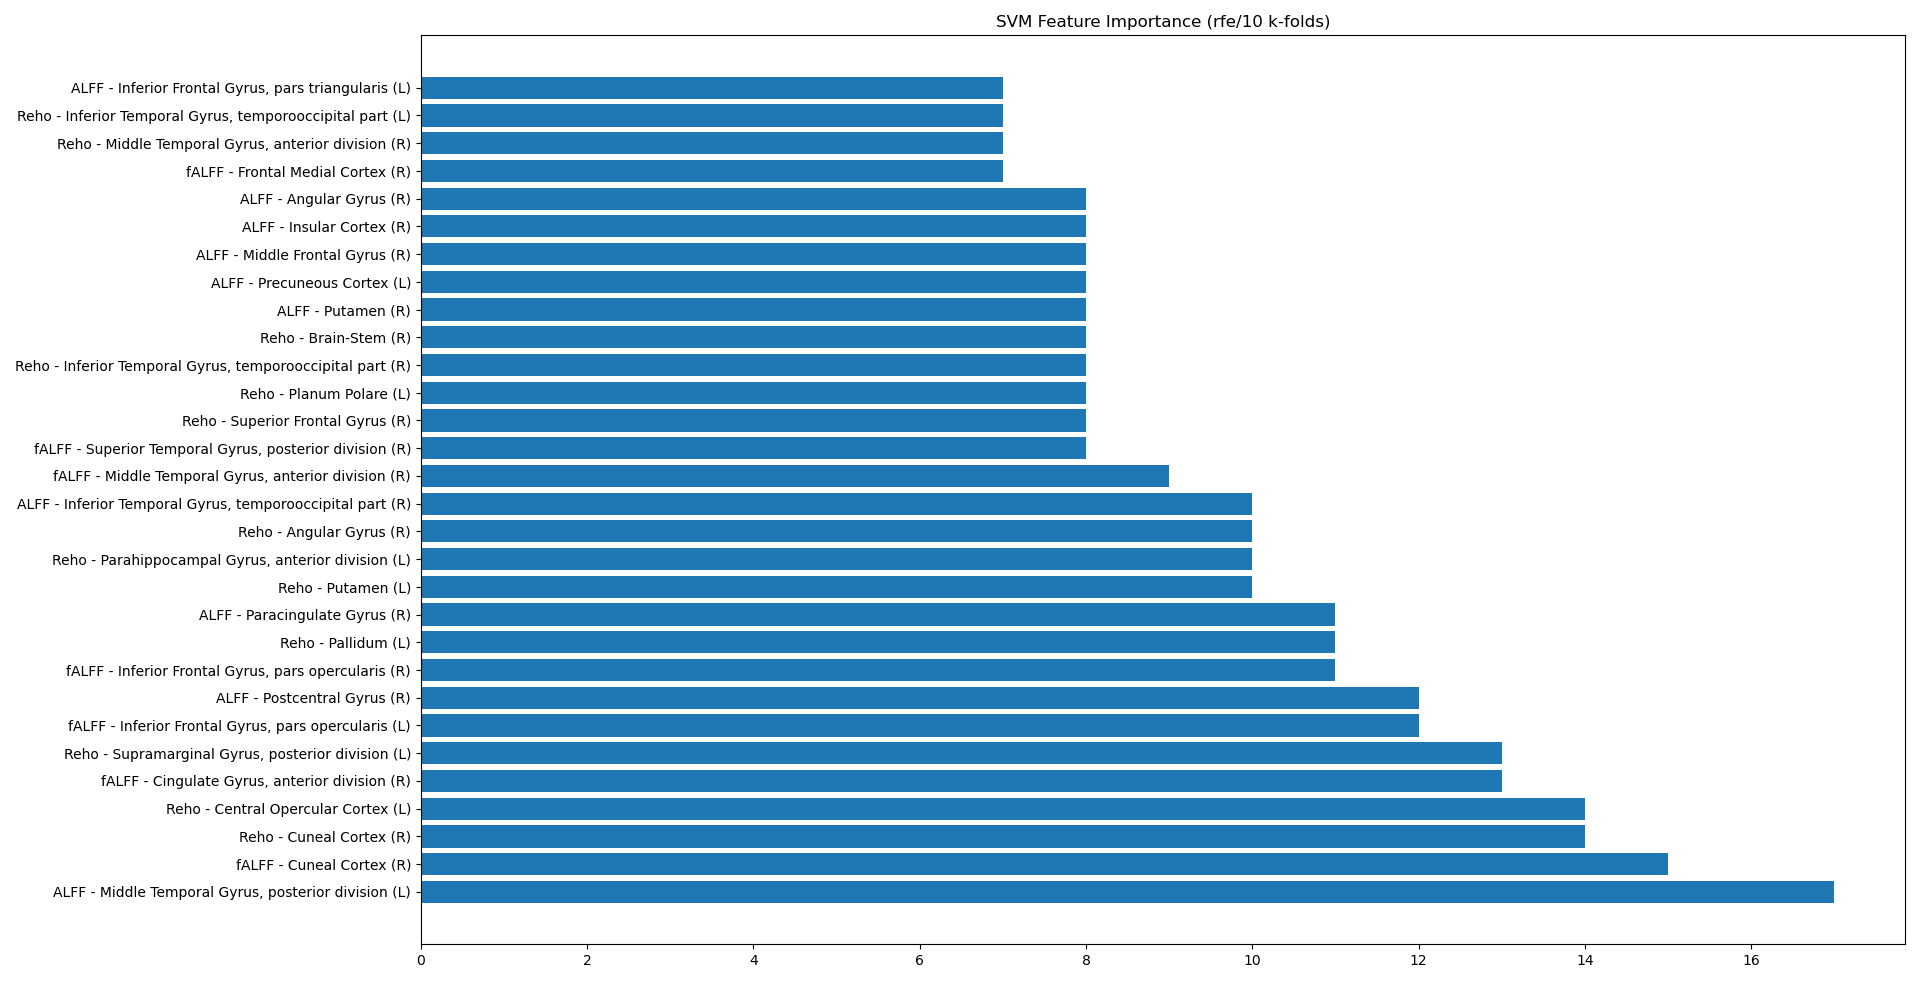 SVM Feature Importance (rfe/10 k-folds)
ALFF - Inferior Frontal Gyrus, pars triangularis (L)
Reho - Inferior Temporal Gyrus, temporooccipital part (L)
Reho - Middle Temporal Gyrus, anterior division (R)
fALFF - Frontal Medial Cortex (R)
ALFF - Angular Gyrus (R)
ALFF - Insular Cortex (R)
ALFF - Middle Frontal Gyrus (R)
ALFF - Precuneous Cortex (L)
ALFF - Putamen (R)
Reho - Brain-Stem (R)
Reho - Inferior Temporal Gyrus, temporooccipital part (R)
Reho - Planum Polare (L)
Reho - Superior Frontal Gyrus (R)
fALFF - Superior Temporal Gyrus, posterior division (R)
fALFF - Middle Temporal Gyrus, anterior division (R)
ALFF - Inferior Temporal Gyrus, temporooccipital part (R)
Reho - Angular Gyrus (R)
Reho - Parahippocampal Gyrus, anterior division (L)
Reho - Putamen (L)
ALFF - Paracingulate Gyrus (R)
Reho - Pallidum (L)
fALFF - Inferior Frontal Gyrus, pars opercularis (R)
ALFF - Postcentral Gyrus (R)
fALFF - Inferior Frontal Gyrus, pars opercularis (L)
Reho - Supramarginal Gyrus, posterior division (L)
fALFF - Cingulate Gyrus, anterior division (R)
Reho - Central Opercular Cortex (L)
Reho - Cuneal Cortex (R)
fALFF - Cuneal Cortex (R)
ALFF - Middle Temporal Gyrus, posterior division (L)
0 2 4 6 8 10 12 14 16